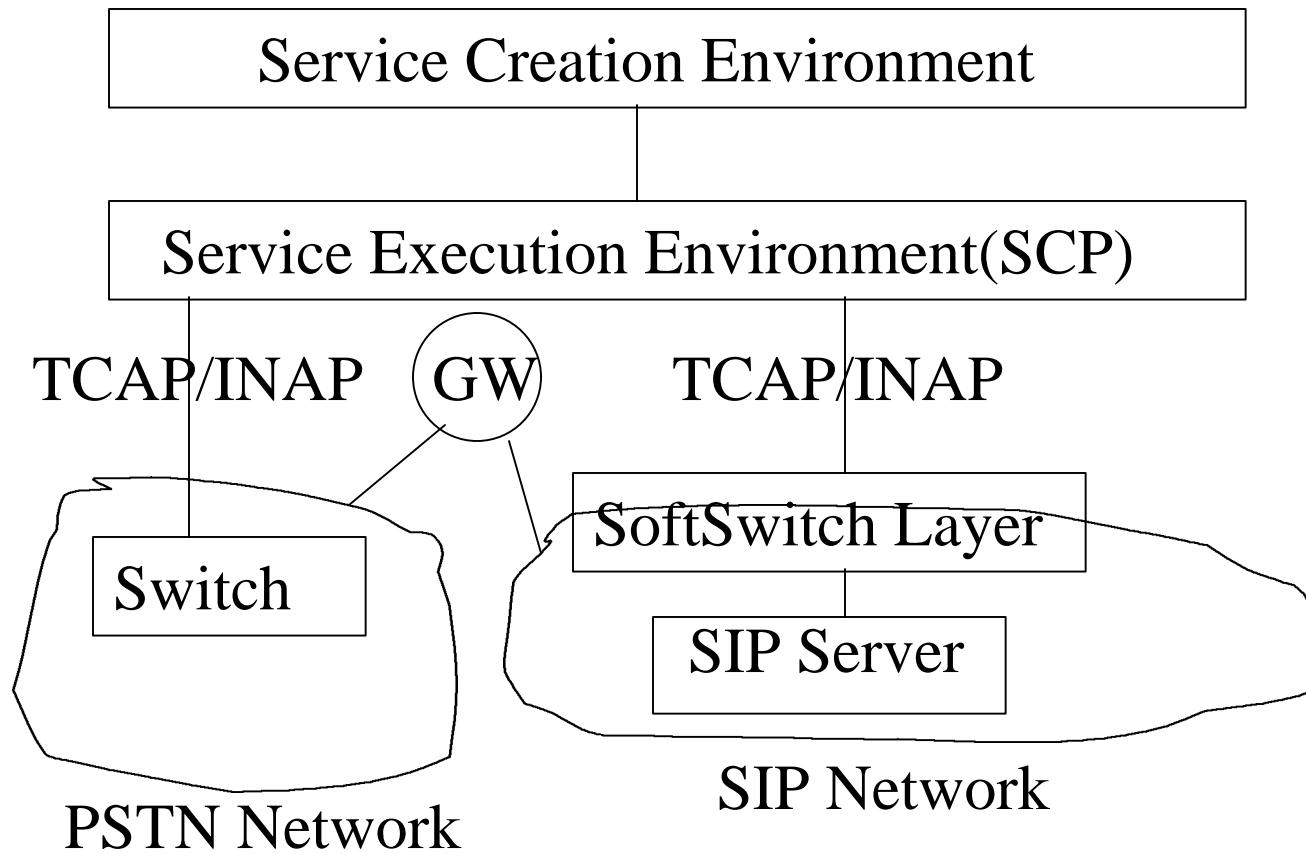 Service Creation Environment
Service Execution Environment(SCP)
TCAP/INAP
GW
TCAP/INAP
SoftSwitch Layer
Switch
SIP Server
SIP Network
PSTN Network